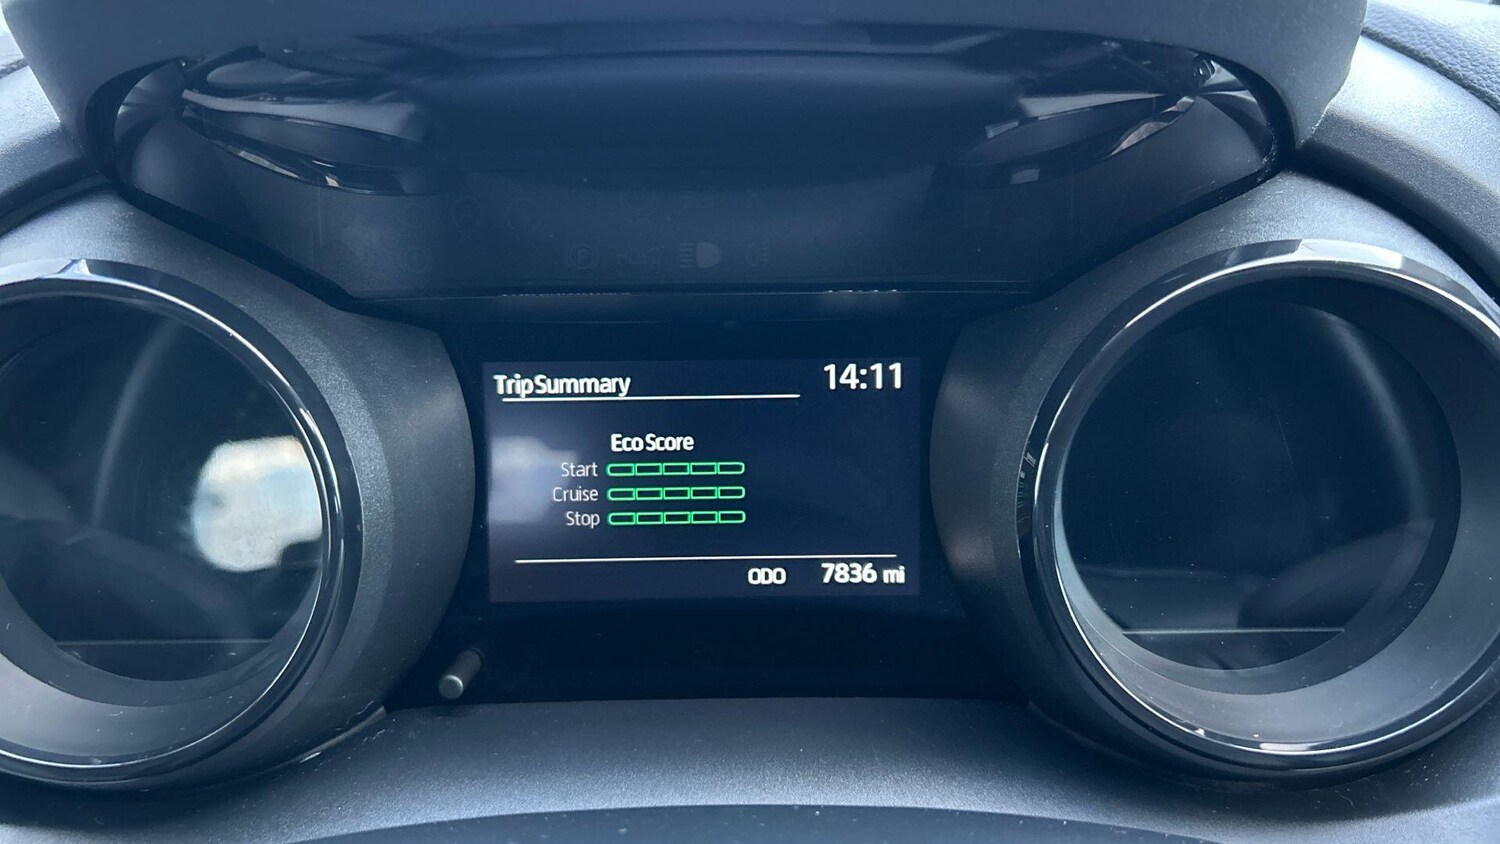 Trip Summary 14:11
Eco Score
Start
Cruise
Stop
ODO 7836 mi